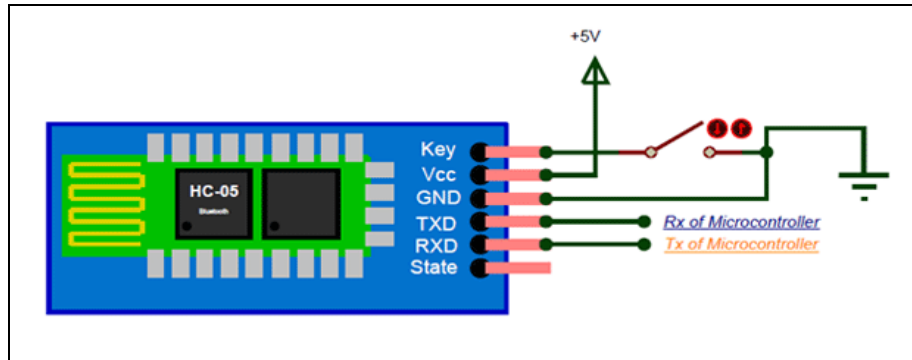 +5V
Key
Vcc
GND
TXD
RXD
State
HC-05
Bluetooth
Rx of Microcontroller
Tx of Microcontroller